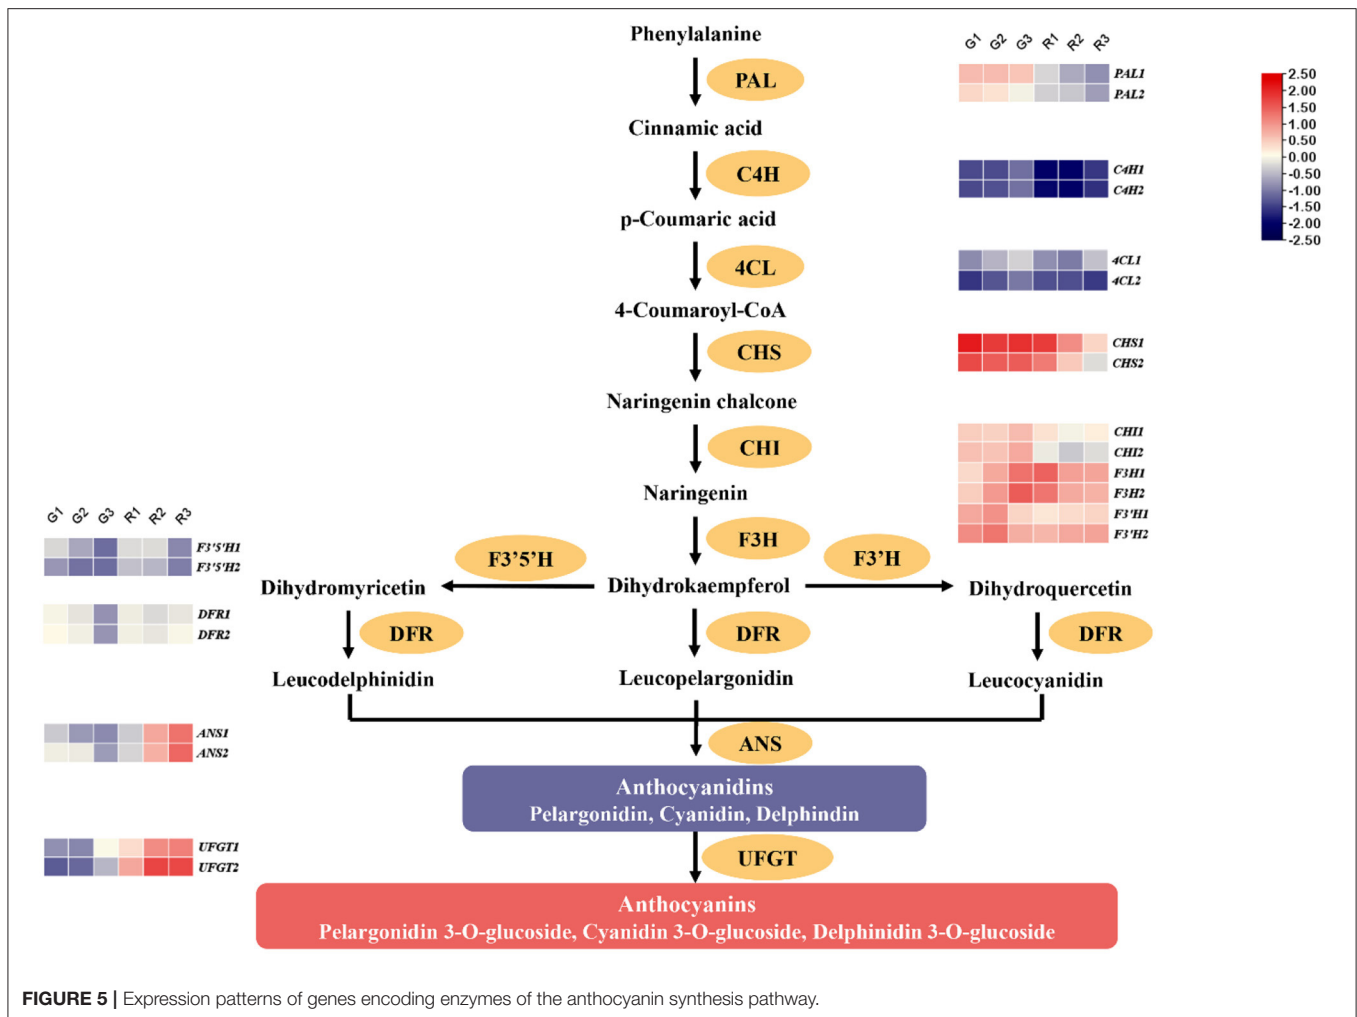 Phenylalanine
PAL
Cinnamic acid
C4H
p-Coumaric acid
4CL
4-Coumaroyl-CoA
CHS
Naringenin chalcone
CHI
Naringenin
F3H
F3'5'H
F3'H
Dihydromyricetin
Dihydrokaempferol
Dihydroquercetin
DFR
DFR
DFR
Leucodelphinidin
Leucopelargonidin
Leucocyanidin
ANS
Anthocyanidins
Pelargonidin, Cyanidin, Delphindin
UFGT
Anthocyanins
Pelargonidin 3-O-glucoside, Cyanidin 3-O-glucoside, Delphinidin 3-O-glucoside
G1 G2 G3 R1 R2 R3
PAL1
PAL2
C4H1
C4H2
4CL1
4CL2
CHS1
CHS2
CHI1
CHI2
F3H1
F3H2
F3'H1
F3'H2
2.50
2.00
1.50
1.00
0.50
0.00
-0.50
-1.00
-1.50
-2.00
-2.50
G1 G2 G3 R1 R2 R3
F3'5'H1
F3'5'H2
DFR1
DFR2
ANS1
ANS2
UFGT1
UFGT2
FIGURE 5 | Expression patterns of genes encoding enzymes of the anthocyanin synthesis pathway.